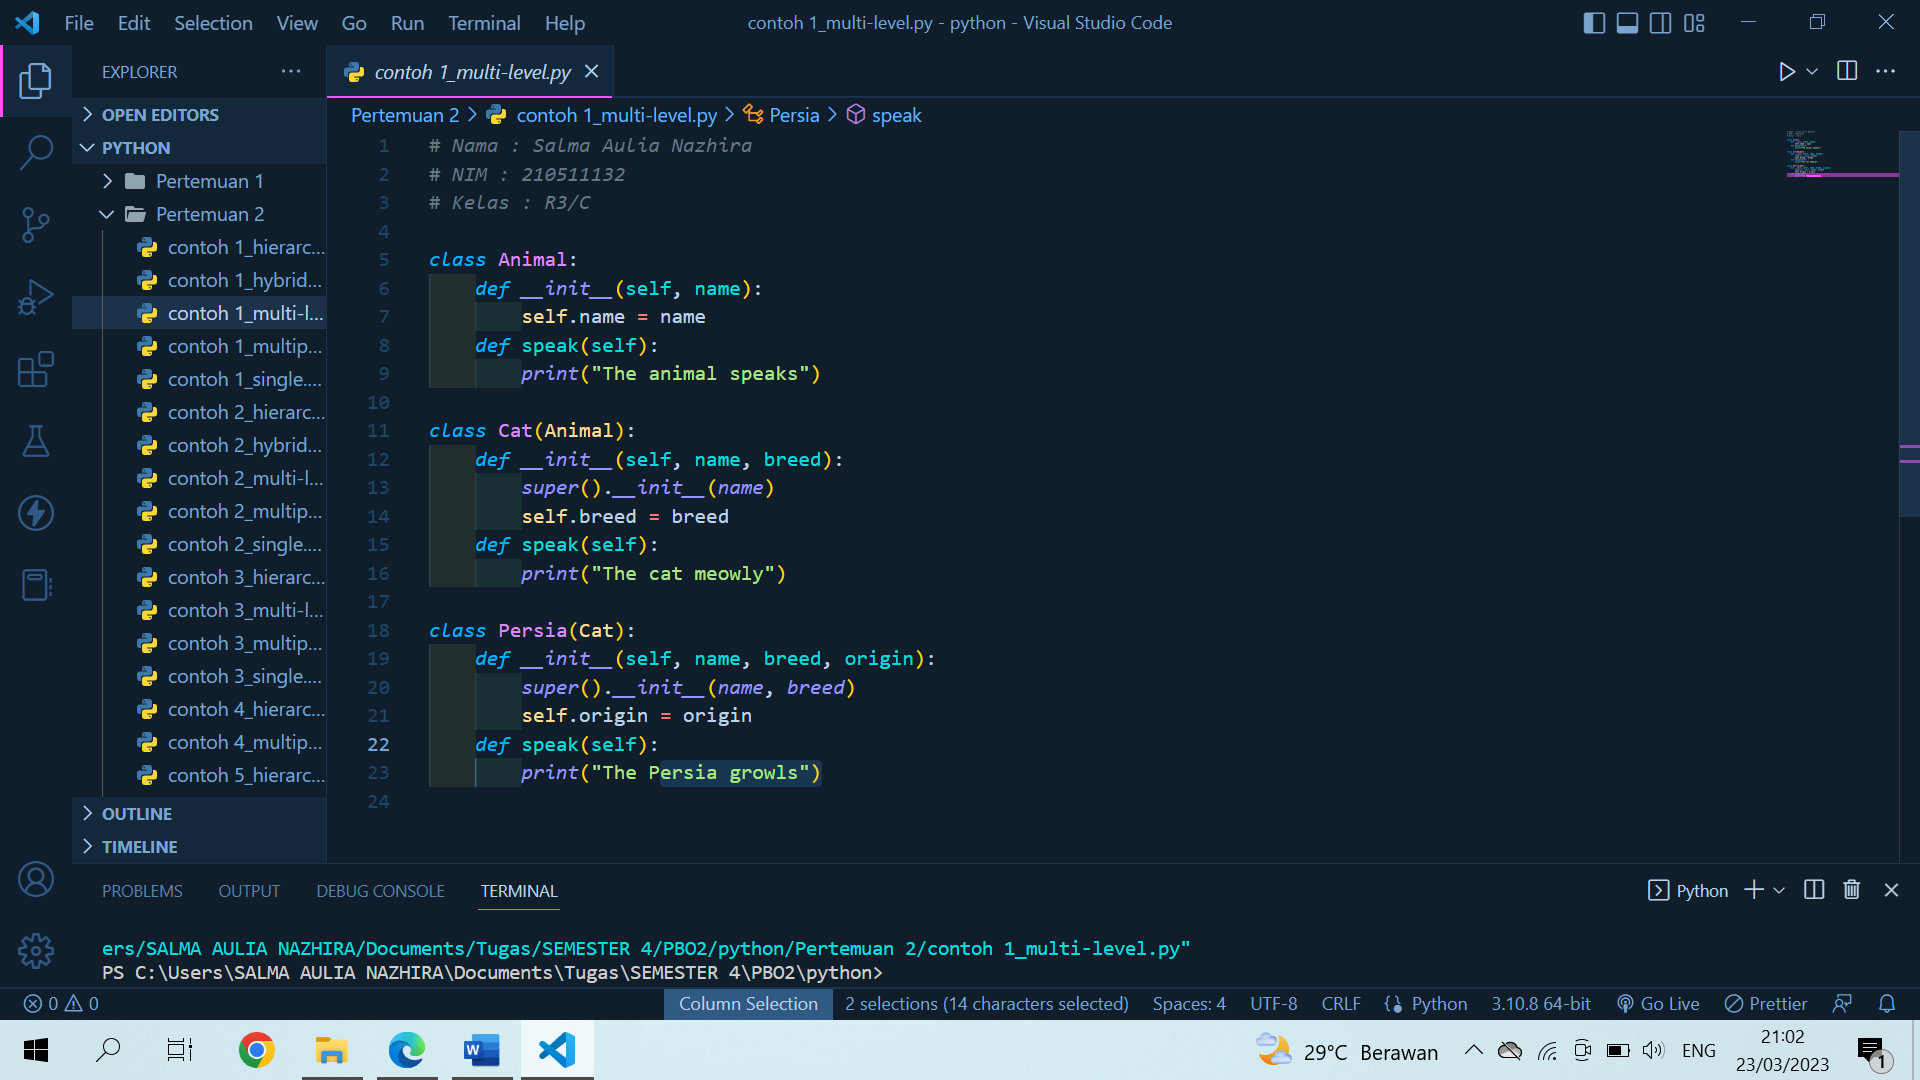 File Edit Selection View Go Run Terminal Help
contoh 1_multi-level.py - python - Visual Studio Code
EXPLORER
contoh 1_multi-level.py
OPEN EDITORS
PYTHON
Pertemuan 1
Pertemuan 2
contoh 1_hierarc...
contoh 1_hybrid...
contoh 1_multi-l...
contoh 1_multip...
contoh 1_single....
contoh 2_hierarc...
contoh 2_hybrid...
contoh 2_multi-l...
contoh 2_multip...
contoh 2_single....
contoh 3_hierarc...
contoh 3_multi-l...
contoh 3_multip...
contoh 3_single....
contoh 4_hierarc...
contoh 4_multip...
contoh 5_hierarc...
OUTLINE
TIMELINE
Pertemuan 2 > contoh 1_multi-level.py > Persia > speak
1 # Nama : Salma Aulia Nazhira
2 # NIM : 210511132
3 # Kelas : R3/C
4
5 class Animal:
6     def __init__(self, name):
7         self.name = name
8     def speak(self):
9         print("The animal speaks")
10
11 class Cat(Animal):
12     def __init__(self, name, breed):
13         super().__init__(name)
14         self.breed = breed
15     def speak(self):
16         print("The cat meowly")
17
18 class Persia(Cat):
19     def __init__(self, name, breed, origin):
20         super().__init__(name, breed)
21         self.origin = origin
22     def speak(self):
23         print("The Persia growls")
24
PROBLEMS OUTPUT DEBUG CONSOLE TERMINAL
Python
ers/SALMA AULIA NAZHIRA/Documents/Tugas/SEMESTER 4/PBO2/python/Pertemuan 2/contoh 1_multi-level.py"
PS C:\Users\SALMA AULIA NAZHIRA\Documents\Tugas\SEMESTER 4\PBO2\python>
0 0 Column Selection 2 selections (14 characters selected) Spaces: 4 UTF-8 CRLF { } Python 3.10.8 64-bit Go Live Prettier
29°C Berawan ENG
21:02
23/03/2023
1